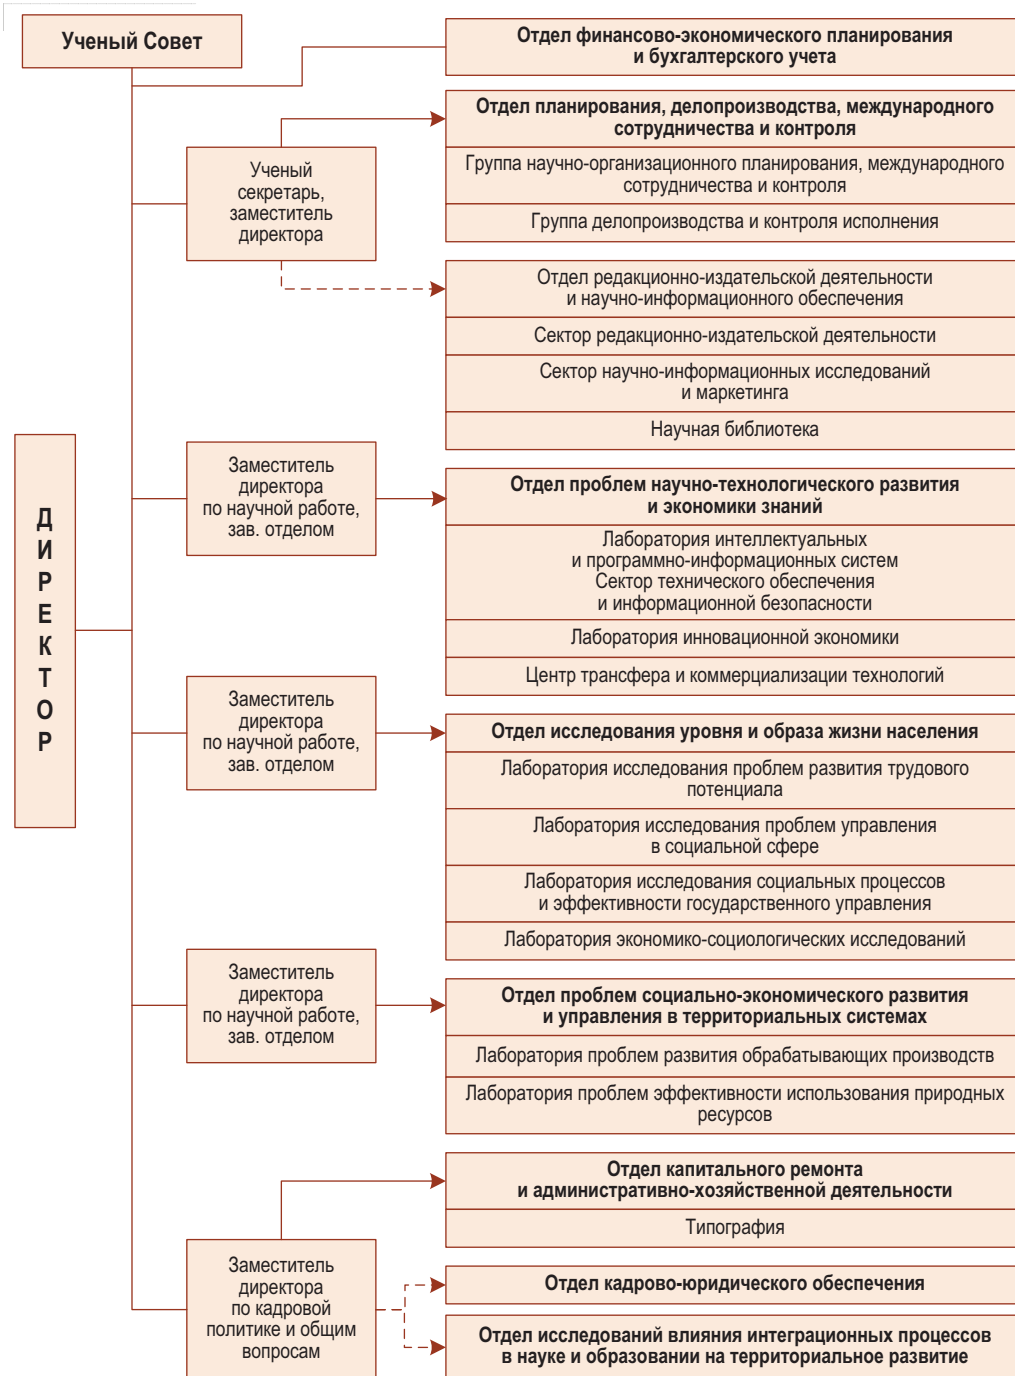 Ученый Совет
Отдел финансово-экономического планирования
и бухгалтерского учета
Отдел планирования, делопроизводства, международного
сотрудничества и контроля
Группа научно-организационного планирования, международного
сотрудничества и контроля
Группа делопроизводства и контроля исполнения
Ученый
секретарь,
заместитель
директора
Отдел редакционно-издательской деятельности
и научно-информационного обеспечения
Сектор редакционно-издательской деятельности
Сектор научно-информационных исследований
и маркетинга
Научная библиотека
ДИРЕКТОР
Заместитель
директора
по научной работе,
зав. отделом
Отдел проблем научно-технологического развития
и экономики знаний
Лаборатория интеллектуальных
и программно-информационных систем
Сектор технического обеспечения
и информационной безопасности
Лаборатория инновационной экономики
Центр трансфера и коммерциализации технологий
Заместитель
директора
по научной работе,
зав. отделом
Отдел исследования уровня и образа жизни населения
Лаборатория исследования проблем развития трудового
потенциала
Лаборатория исследования проблем управления
в социальной сфере
Лаборатория исследования социальных процессов
и эффективности государственного управления
Лаборатория экономико-социологических исследований
Заместитель
директора
по научной работе,
зав. отделом
Отдел проблем социально-экономического развития
и управления в территориальных системах
Лаборатория проблем развития обрабатывающих производств
Лаборатория проблем эффективности использования природных
ресурсов
Отдел капитального ремонта
и административно-хозяйственной деятельности
Типография
Заместитель
директора
по кадровой
политике и общим
вопросам
Отдел кадрово-юридического обеспечения
Отдел исследований влияния интеграционных процессов
в науке и образовании на территориальное развитие